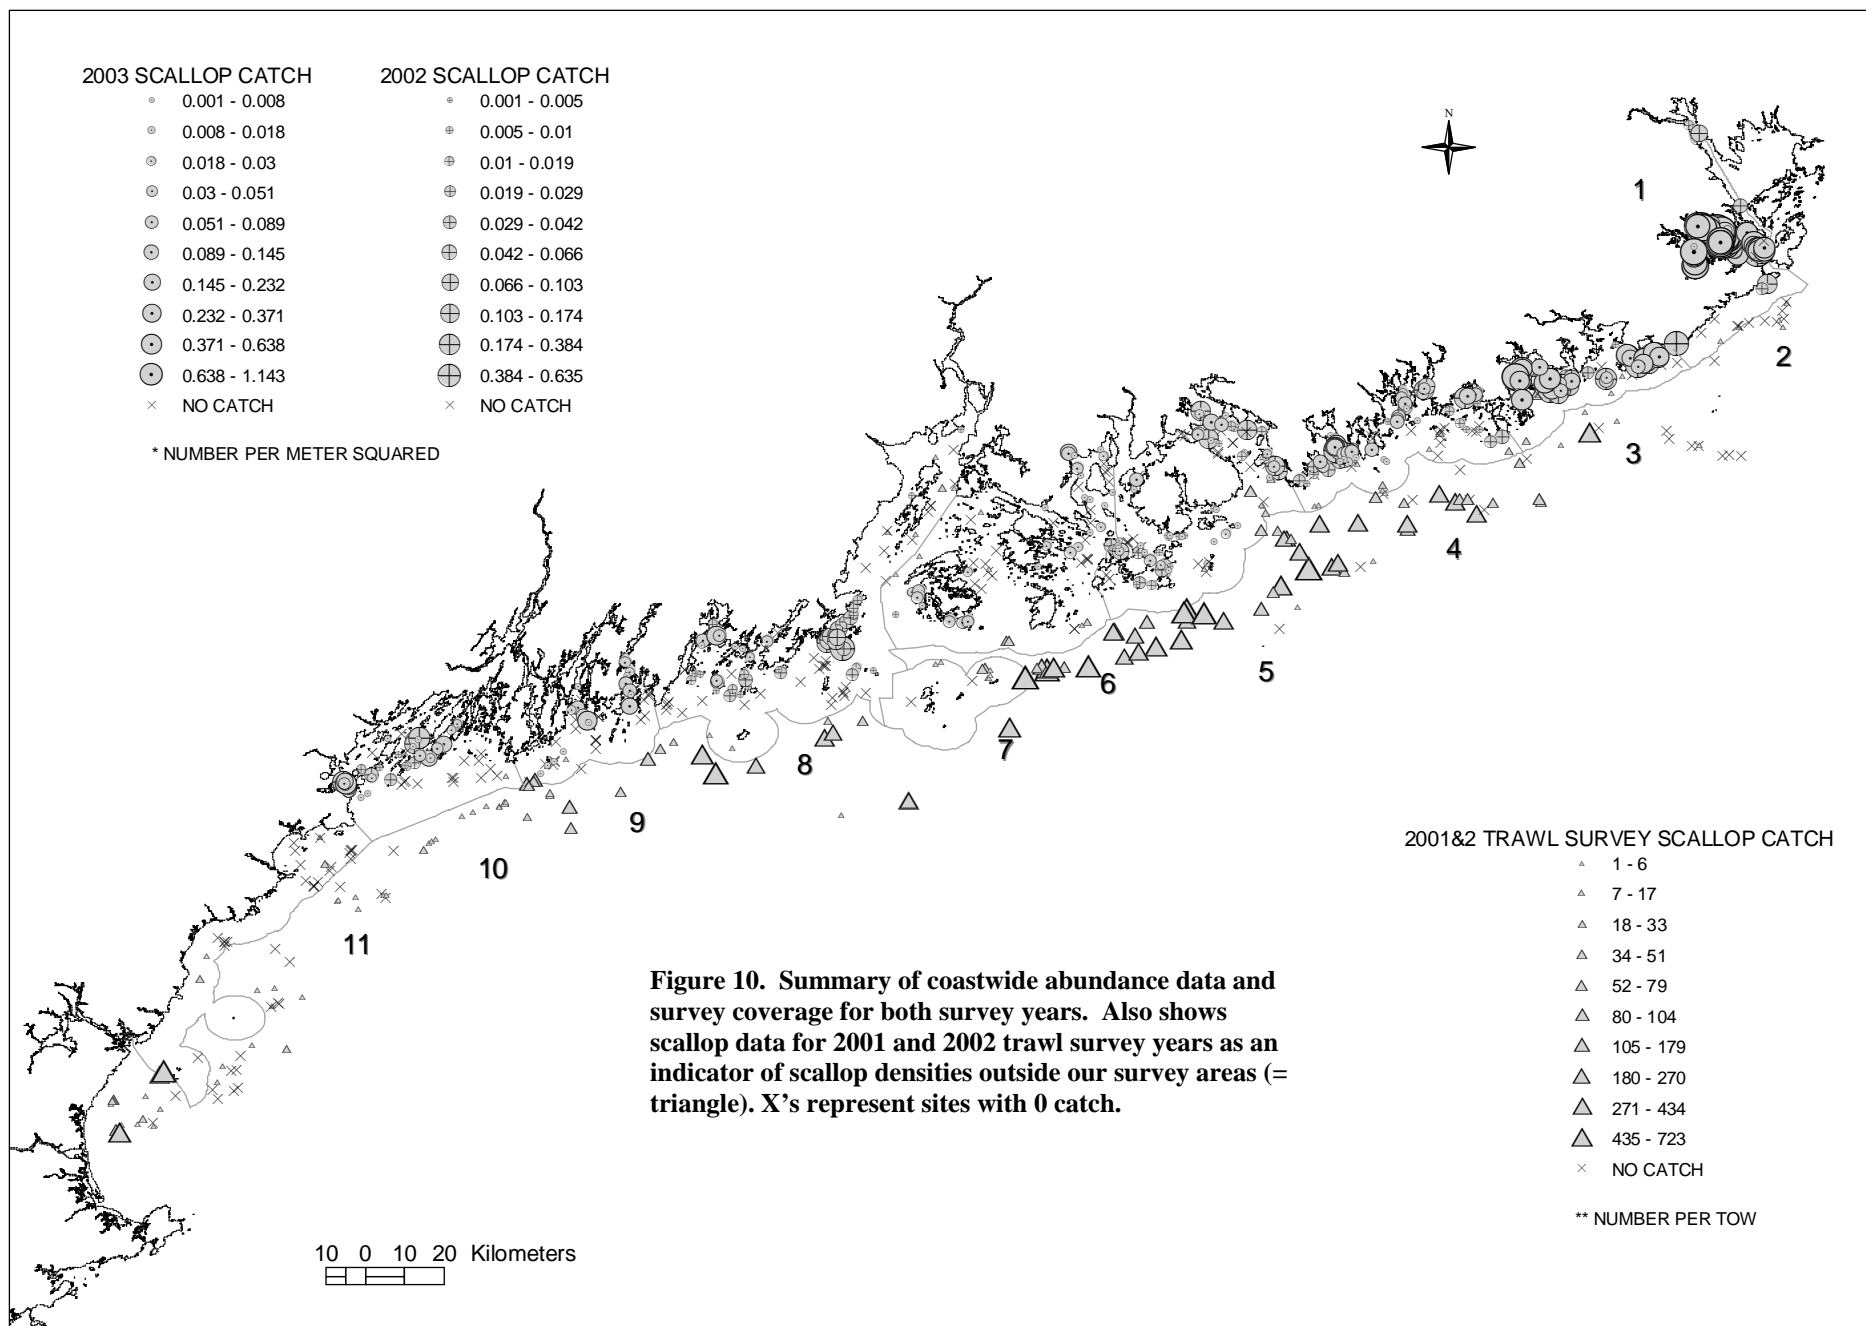 2003 SCALLOP CATCH
0.001 - 0.008
0.008 - 0.018
0.018 - 0.03
0.03 - 0.051
0.051 - 0.089
0.089 - 0.145
0.145 - 0.232
0.232 - 0.371
0.371 - 0.638
0.638 - 1.143
NO CATCH
2002 SCALLOP CATCH
0.001 - 0.005
0.005 - 0.01
0.01 - 0.019
0.019 - 0.029
0.029 - 0.042
0.042 - 0.066
0.066 - 0.103
0.103 - 0.174
0.174 - 0.384
0.384 - 0.635
NO CATCH
* NUMBER PER METER SQUARED
N
1
2
3
4
5
6
7
8
9
10
11
2001&2 TRAWL SURVEY SCALLOP CATCH
1 - 6
7 - 17
18 - 33
34 - 51
52 - 79
80 - 104
105 - 179
180 - 270
271 - 434
435 - 723
NO CATCH
** NUMBER PER TOW
Figure 10. Summary of coastwide abundance data and
survey coverage for both survey years. Also shows
scallop data for 2001 and 2002 trawl survey years as an
indicator of scallop densities outside our survey areas (=
triangle). X's represent sites with 0 catch.
10 0 10 20 Kilometers